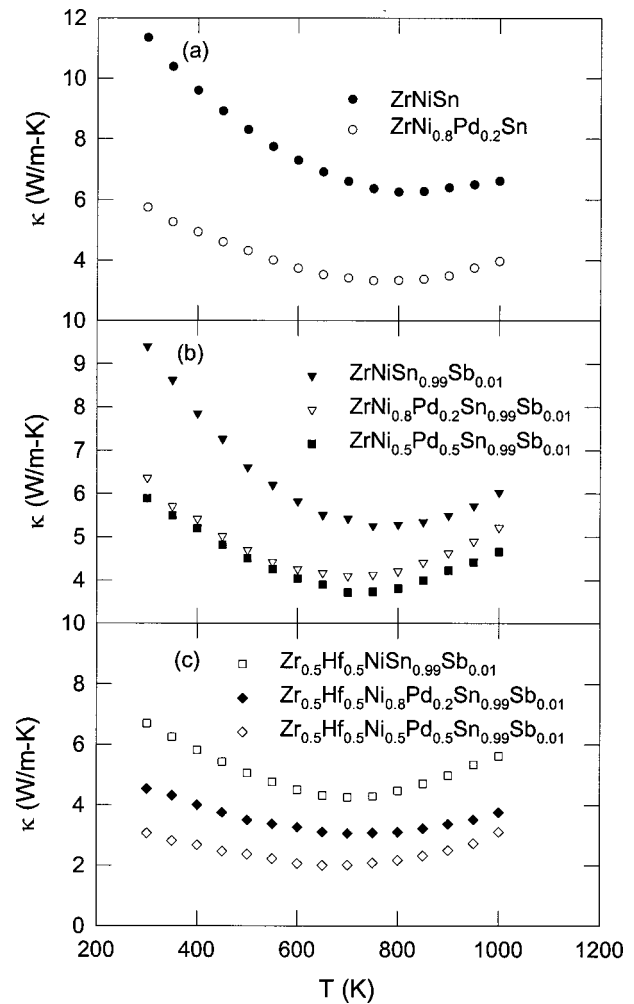 12
(a)
10
ZrNiSn
8
ZrNi0.8Pd0.2Sn
6
4
κ (W/m-K)
10
(b)
9
ZrNiSn0.99Sb0.01
8
ZrNi0.8Pd0.2Sn0.99Sb0.01
7
ZrNi0.5Pd0.5Sn0.99Sb0.01
6
5
4
κ (W/m-K)
10
(c)
Zr0.5Hf0.5NiSn0.99Sb0.01
8
Zr0.5Hf0.5Ni0.8Pd0.2Sn0.99Sb0.01
Zr0.5Hf0.5Ni0.5Pd0.5Sn0.99Sb0.01
6
4
2
0
κ (W/m-K)
200 400 600 800 1000 1200
T (K)